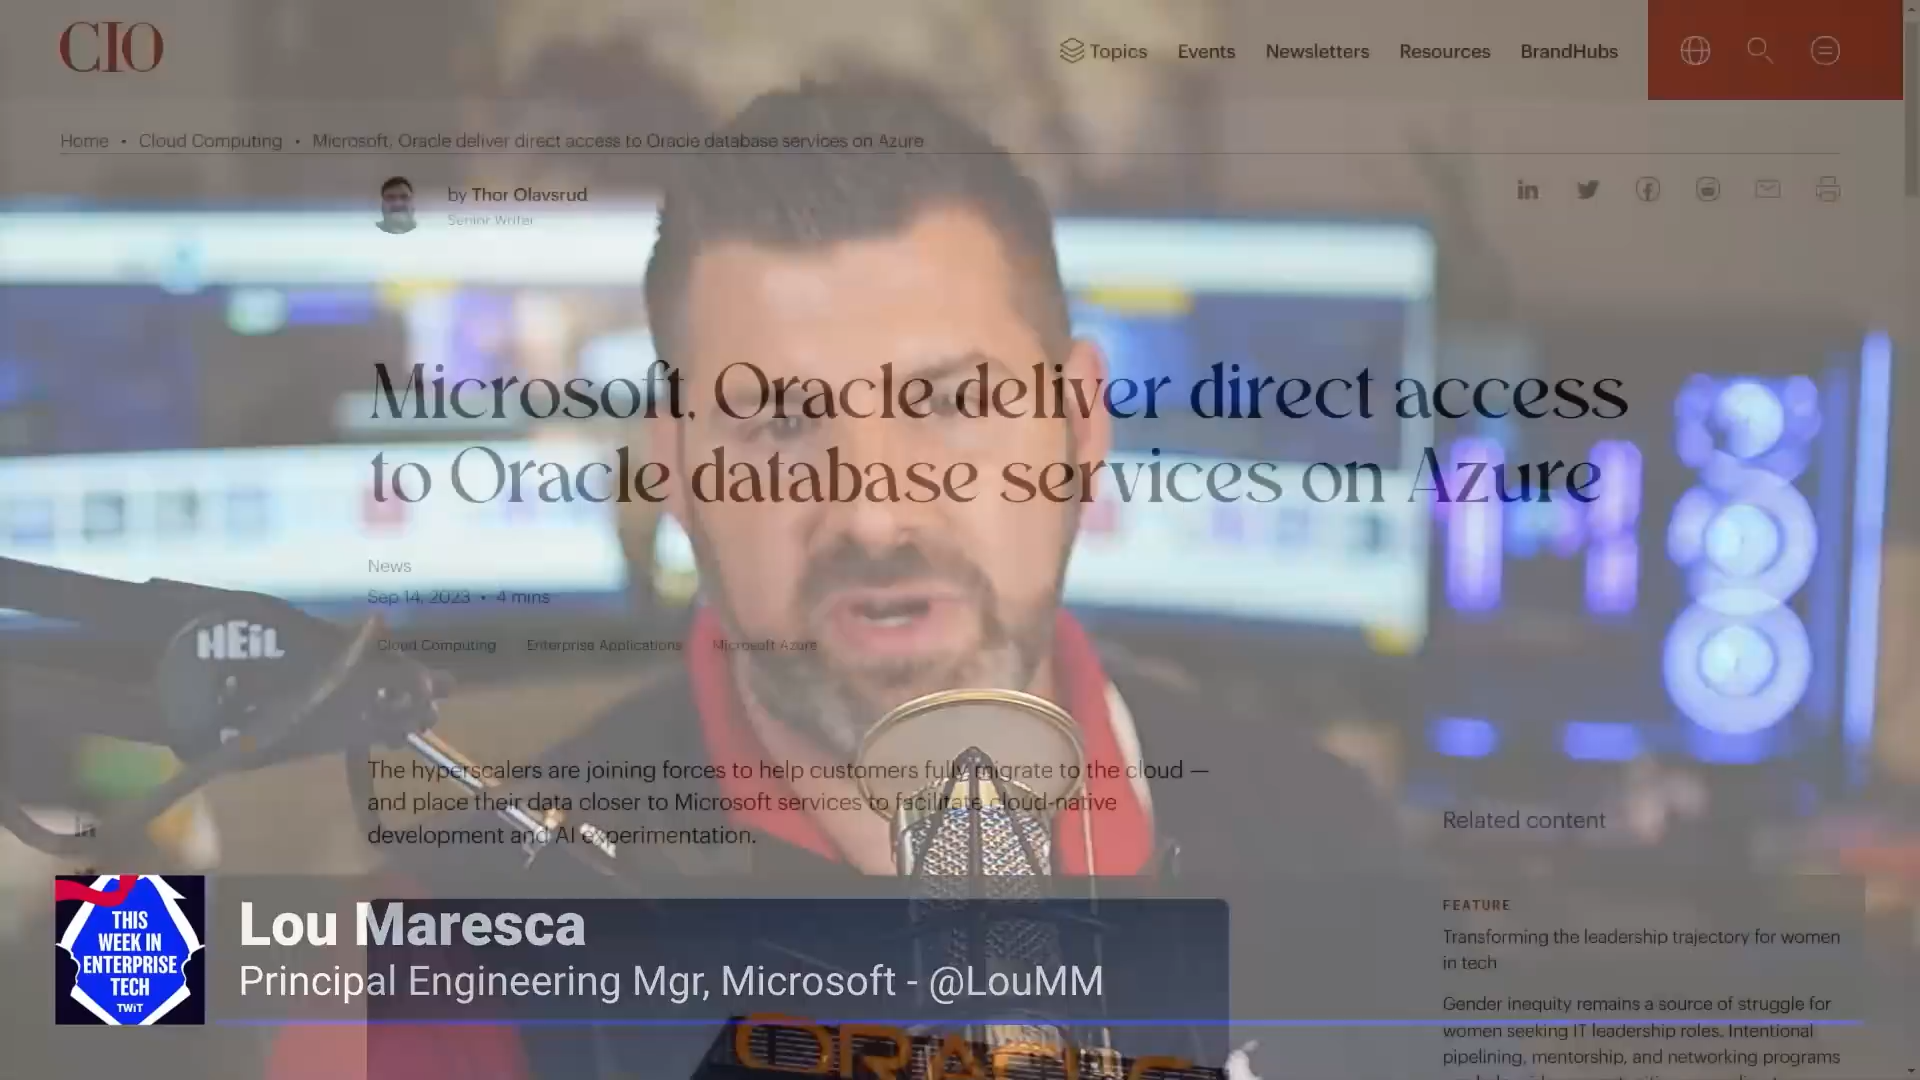 CIO
Topics
Events
Newsletters
Resources
BrandHubs
Home • Cloud Computing • Microsoft, Oracle deliver direct access to Oracle database services on Azure
by Thor Olavsrud
Senior Writer
Microsoft, Oracle deliver direct access
to Oracle database services on Azure
News
Sep 14, 2023 • 4 mins
Cloud Computing
Enterprise Applications
Microsoft Azure
HEiL
The hyperscalers are joining forces to help customers fully migrate to the cloud —
and place their data closer to Microsoft services to facilitate cloud-native
development and AI experimentation.
Related content
FEATURE
Transforming the leadership trajectory for women
in tech
Gender inequity remains a source of struggle for
women seeking IT leadership roles. Intentional
pipelining, mentorship, and networking programs
THIS
WEEK IN
ENTERPRISE
TECH
TWiT
Lou Maresca
Principal Engineering Mgr, Microsoft - @LouMM
ORACLE